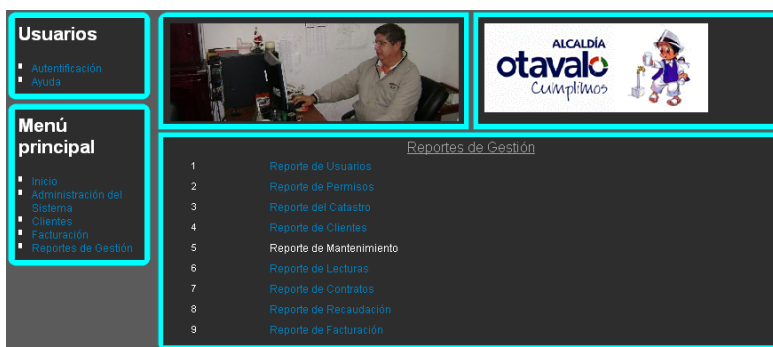 Usuarios
Autentificación
Ayuda
Menú
principal
Inicio
Administración del
Sistema
Clientes
Facturación
Reportes de Gestión
ALCALDÍA
otavalo
Cumplimos
Reportes de Gestión
1 Reporte de Usuarios
2 Reporte de Permisos
3 Reporte del Catastro
4 Reporte de Clientes
5 Reporte de Mantenimiento
6 Reporte de Lecturas
7 Reporte de Contratos
8 Reporte de Recaudación
9 Reporte de Facturación